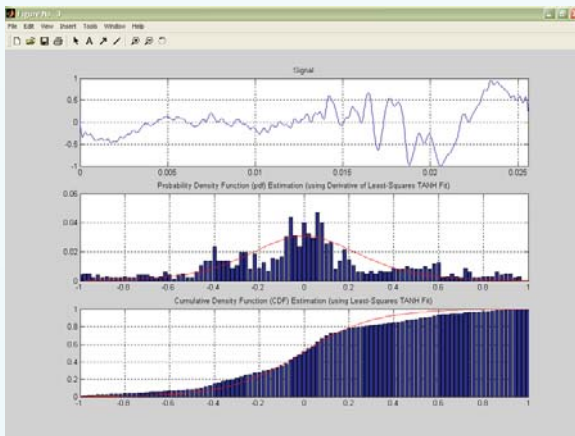 Figure No. 3
File Edit View Insert Tools Window Help
Signal
1
0.5
0
-0.5
-1
0 0.005 0.01 0.015 0.02 0.025
Probability Density Function (pdf) Estimation (using Derivative of Least-Squares TANH Fit)
0.06
0.04
0.02
0
-1 -0.8 -0.6 -0.4 -0.2 0 0.2 0.4 0.6 0.8 1
Cumulative Density Function (CDF) Estimation (using Least-Squares TANH Fit)
1
0.8
0.6
0.4
0.2
0
-1 -0.8 -0.6 -0.4 -0.2 0 0.2 0.4 0.6 0.8 1